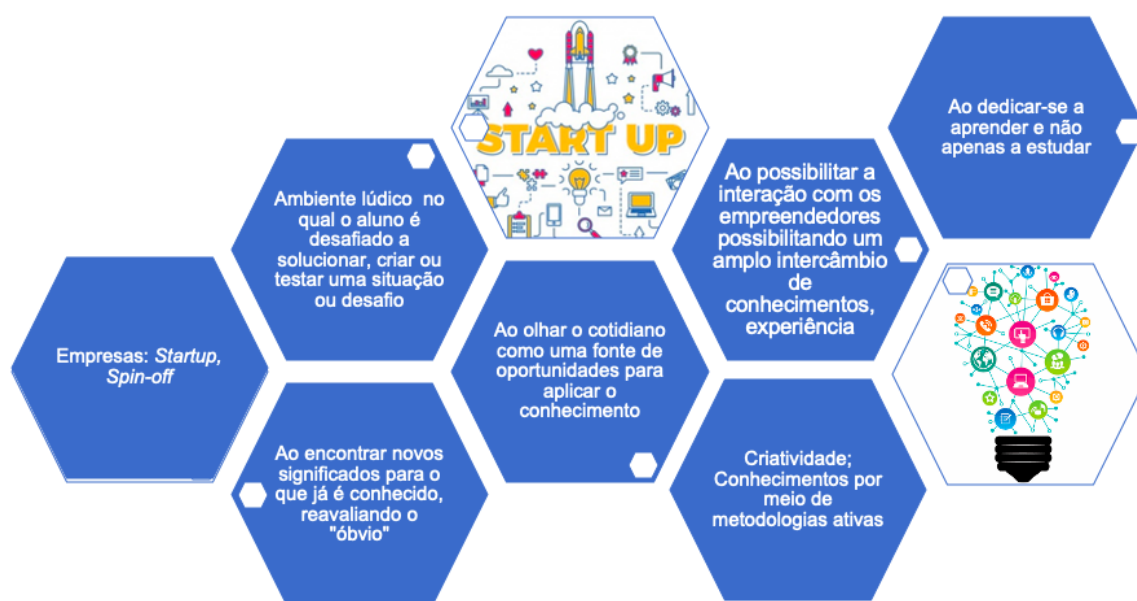 Empresas: Startup,
Spin-off
Ambiente lúdico no
qual o aluno é
desafiado a
solucionar, criar ou
testar uma situação
ou desafio
Ao encontrar novos
significados para o
que já é conhecido,
reavaliando o
"óbvio"
START UP
Ao olhar o cotidiano
como uma fonte de
oportunidades para
aplicar o
conhecimento
Ao possibilitar a
interação com os
empreendedores
possibilitando um
amplo intercâmbio
de
conhecimentos,
experiência
Criatividade;
Conhecimentos por
meio de
metodologias ativas
Ao dedicar-se a
aprender e não
apenas a estudar